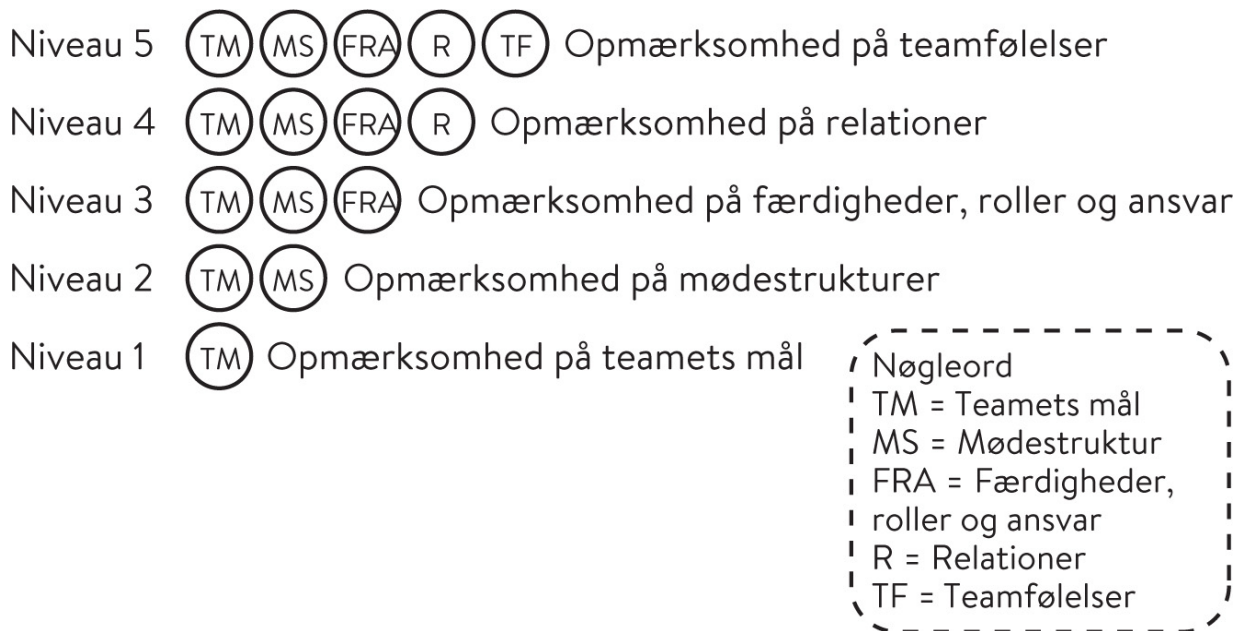 Niveau 5 TM MS FRA R TF Opmærksomhed på teamfølelser
Niveau 4 TM MS FRA R Opmærksomhed på relationer
Niveau 3 TM MS FRA Opmærksomhed på færdigheder, roller og ansvar
Niveau 2 TM MS Opmærksomhed på mødestrukturer
Niveau 1 TM Opmærksomhed på teamets mål
Nøgleord
TM = Teamets mål
MS = Mødestruktur
FRA = Færdigheder,
roller og ansvar
R = Relationer
TF = Teamfølelser